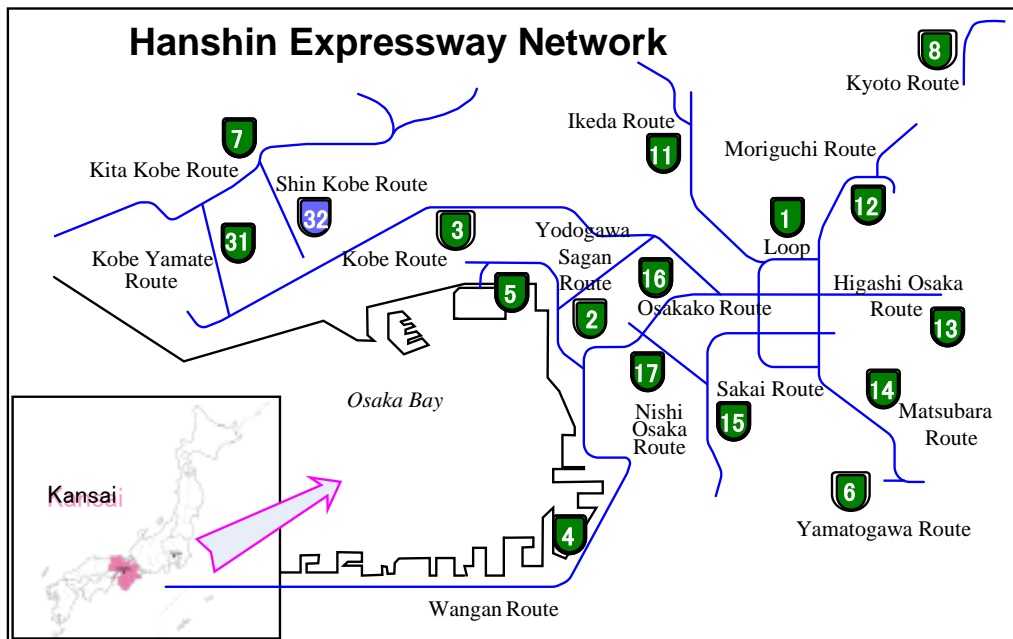 Hanshin Expressway Network
8
Kyoto Route
Ikeda Route
11
7
Kita Kobe Route
Moriguchi Route
12
Shin Kobe Route
32
1
Loop
31
Kobe Yamate
Route
3
Kobe Route
Yodogawa
Sagan
Route
2
16
Osakako Route
5
Higashi Osaka
Route
13
17
Nishi
Osaka
Route
Sakai Route
15
14
Matsubara
Route
Osaka Bay
6
Yamatogawa Route
Kansai
4
Wangan Route